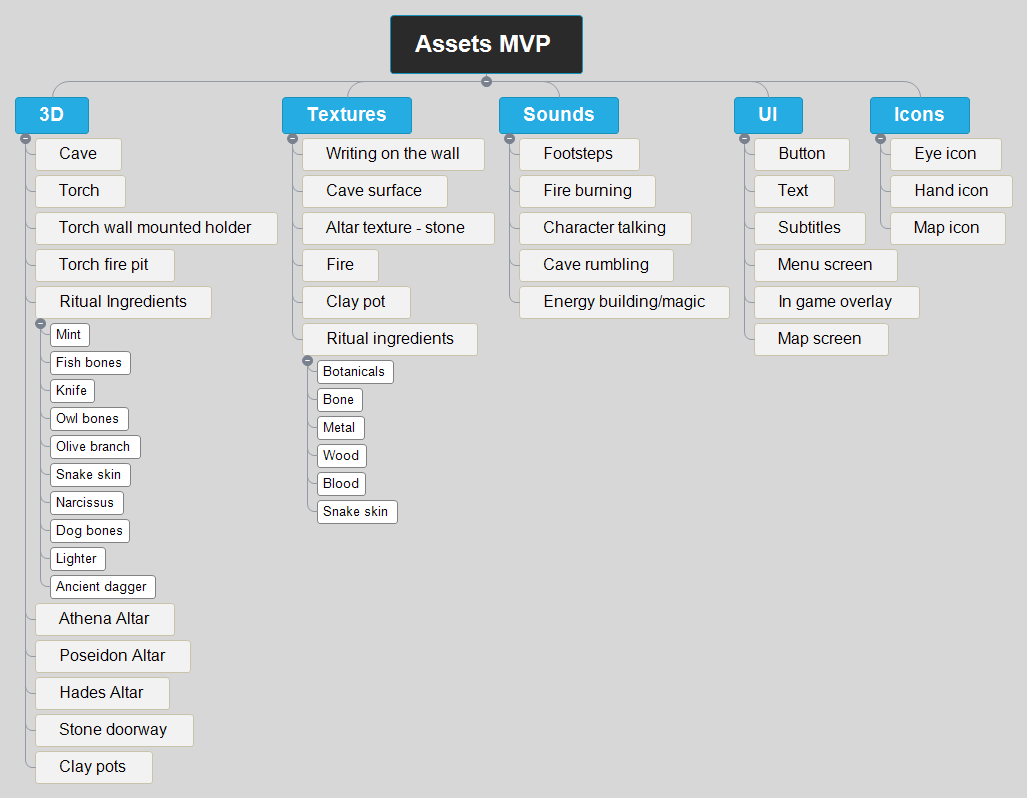 Assets MVP
3D
Cave
Torch
Torch wall mounted holder
Torch fire pit
Ritual Ingredients
Mint
Fish bones
Knife
Owl bones
Olive branch
Snake skin
Narcissus
Dog bones
Lighter
Ancient dagger
Athena Altar
Poseidon Altar
Hades Altar
Stone doorway
Clay pots
Textures
Writing on the wall
Cave surface
Altar texture - stone
Fire
Clay pot
Ritual ingredients
Botanicals
Bone
Metal
Wood
Blood
Snake skin
Sounds
Footsteps
Fire burning
Character talking
Cave rumbling
Energy building/magic
UI
Button
Text
Subtitles
Menu screen
In game overlay
Map screen
Icons
Eye icon
Hand icon
Map icon